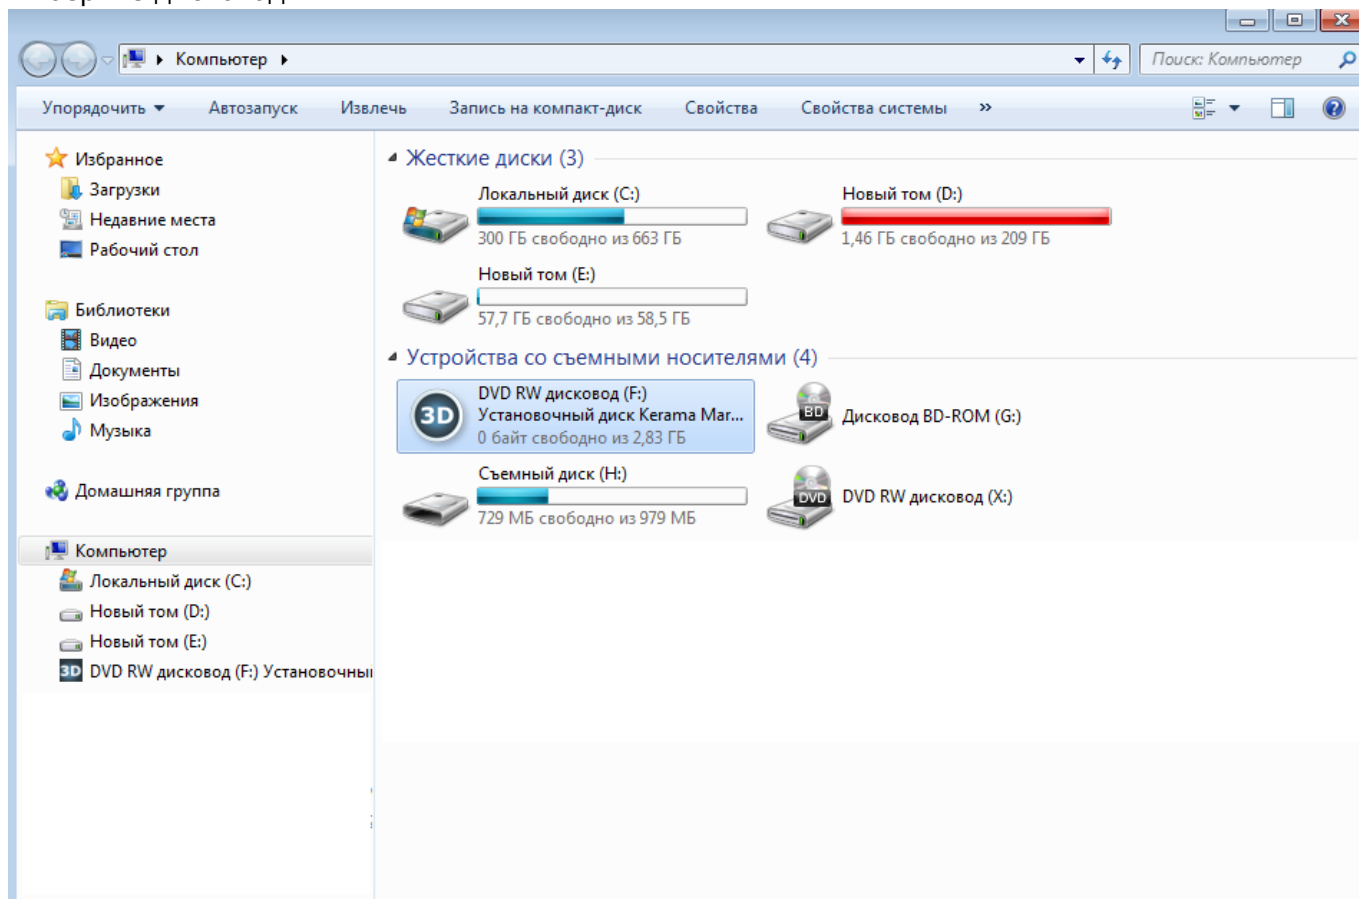 Компьютер
Поиск: Компьютер
Упорядочить
Автозапуск
Извлечь
Запись на компакт-диск
Свойства
Свойства системы
»
Избранное
Загрузки
Недавние места
Рабочий стол
Библиотеки
Видео
Документы
Изображения
Музыка
Домашняя группа
Компьютер
Локальный диск (C:)
Новый том (D:)
Новый том (E:)
3D DVD RW дисковод (F:) Установочны
Жесткие диски (3)
Локальный диск (C:)
300 ГБ свободно из 663 ГБ
Новый том (D:)
1,46 ГБ свободно из 209 ГБ
Новый том (E:)
57,7 ГБ свободно из 58,5 ГБ
Устройства со съемными носителями (4)
3D
DVD RW дисковод (F:)
Установочный диск Kerama Mar...
0 байт свободно из 2,83 ГБ
BD
Дисковод BD-ROM (G:)
Съемный диск (H:)
729 МБ свободно из 979 МБ
DVD
DVD RW дисковод (X:)